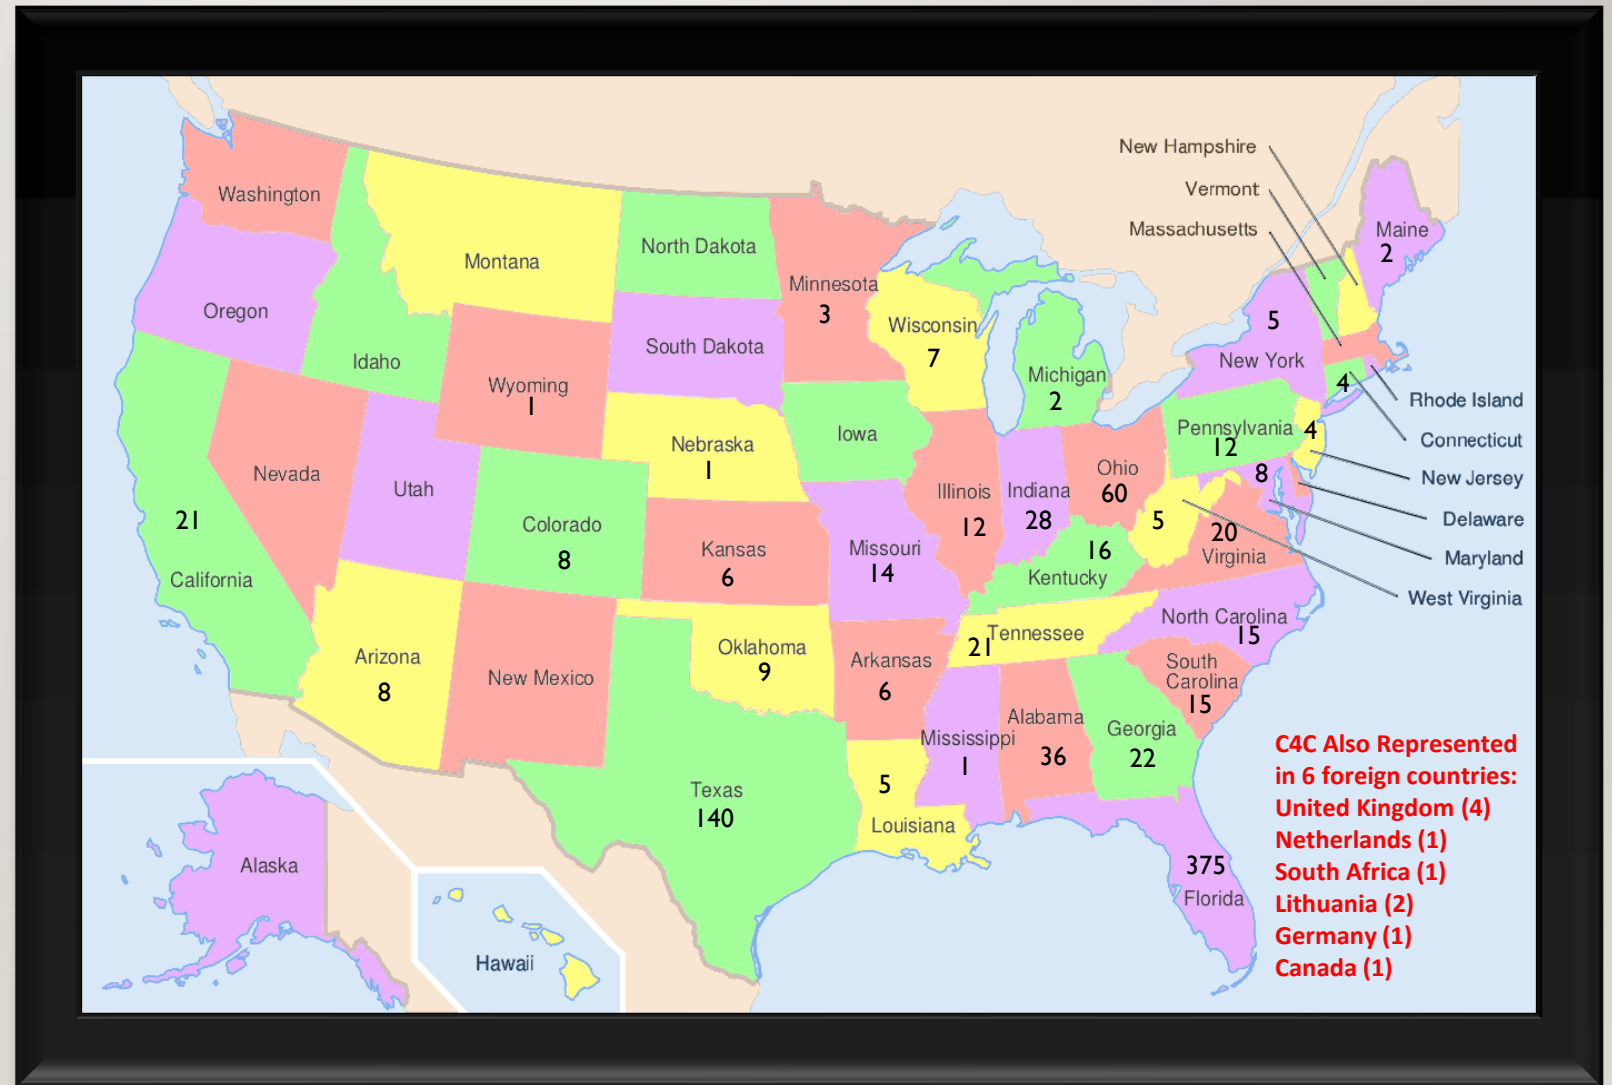 New Hampshire
Vermont
Massachusetts
Washington
Montana
North Dakota
Minnesota
3
Maine
2
Oregon
Idaho
Wyoming
1
South Dakota
Wisconsin
7
Michigan
2
5
New York
4
Rhode Island
Connecticut
New Jersey
4
Delaware
Maryland
8
West Virginia
5
Pennsylvania
12
Nevada
Utah
Nebraska
1
Iowa
Illinois
12
Indiana
28
Ohio
60
21
California
Colorado
8
Kansas
6
Missouri
14
16
Kentucky
20
Virginia
Arizona
8
New Mexico
Oklahoma
9
Arkansas
6
Tennessee
21
North Carolina
15
South
Carolina
15
Texas
140
5
Louisiana
Mississippi
1
Alabama
36
Georgia
22
375
Florida
Alaska
Hawaii
C4C Also Represented
in 6 foreign countries:
United Kingdom (4)
Netherlands (1)
South Africa (1)
Lithuania (2)
Germany (1)
Canada (1)